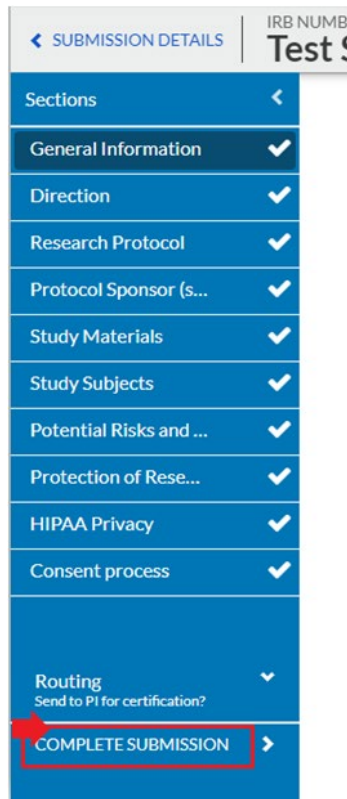 SUBMISSION DETAILS
IRB NUMB
Test
Sections
General Information
Direction
Research Protocol
Protocol Sponsor (s...
Study Materials
Study Subjects
Potential Risks and ...
Protection of Rese...
HIPAA Privacy
Consent process
Routing
Send to PI for certification?
COMPLETE SUBMISSION